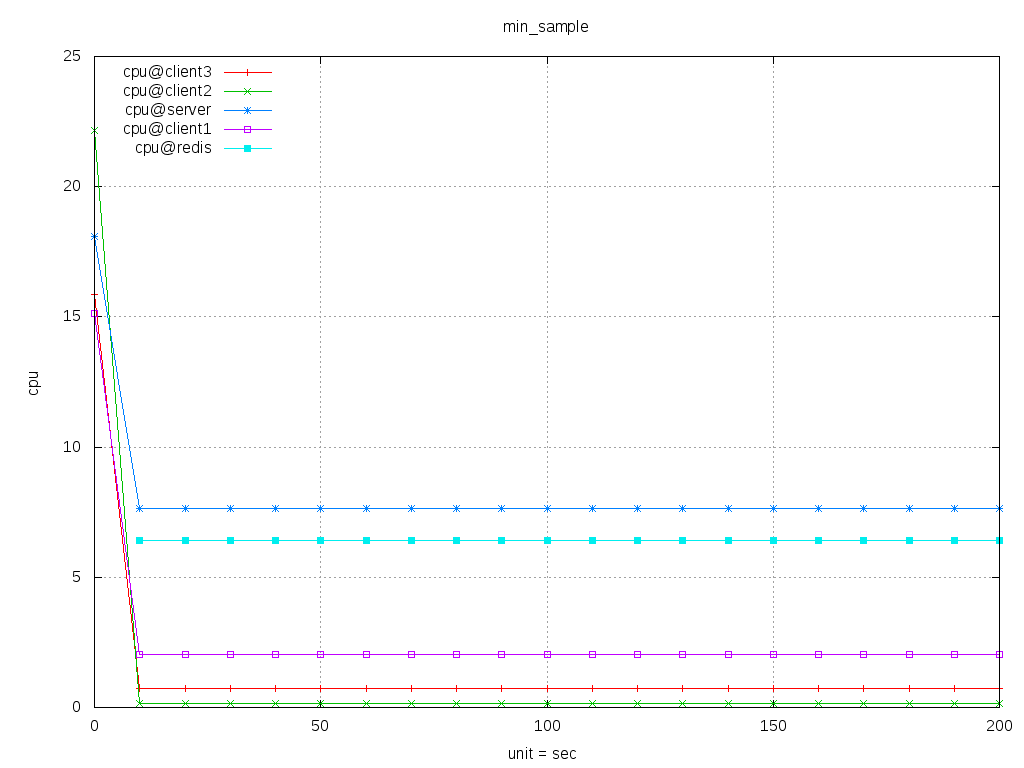 min_sample
25
20
15
10
5
0
cpu
cpu@client3
cpu@client2
cpu@server
cpu@client1
cpu@redis
0 50 100 150 200
unit = sec